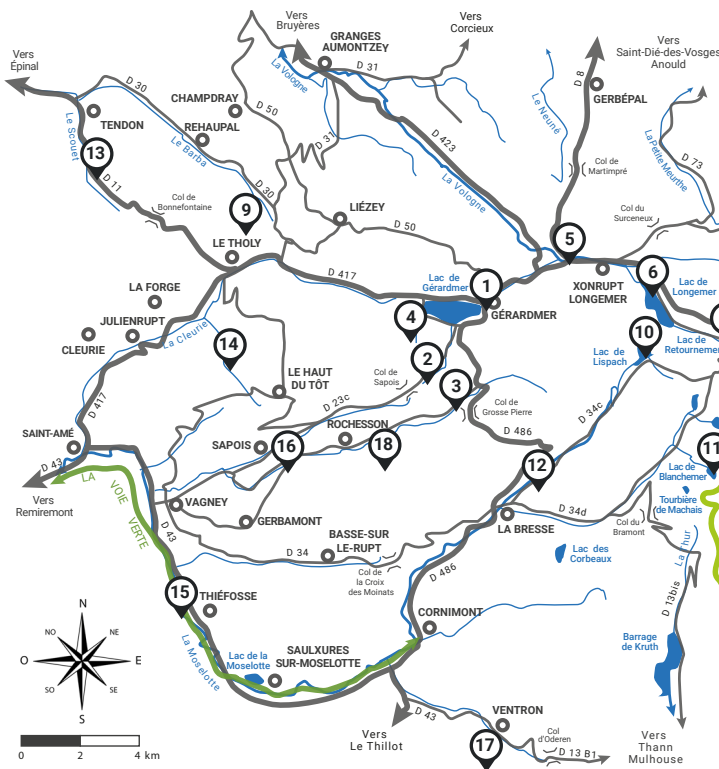 Vers
Bruyères
Vers
Corcieux
Vers
Saint-Dié-des-Vosges
Anould
Vers
Épinal
GRANGES
AUMONTZEY
D 31
La Vologne
D 8
GERBÉPAL
D 30
CHAMPDRAY
D 50
TENDON
REHAUPAL
Le Scouet
Le Barba
D 31
D 423
Le Neuné
La Petite Meurthe
D 73
13
D 11
Col de
Bonnefontaine
D 30
9
LIÉZEY
La Vologne
Col de
Martimpré
Col du
Surceneux
D 50
LE THOLY
5
D 417
Lac de
Gérardmer
1
GÉRARDMER
XONRUPT
LONGEMER
6
Lac de
Longemer
LA FORGE
JULIENRUPT
CLEURIE
La Cleurie
4
10
Lac de
Retournemer
Lac de
Lispach
14
LE HAUT
DU TÔT
Col de
Sapois
2
3
Col de
Grosse Pierre
D 23c
D 417
SAINT-AMÉ
SAPOIS
16
ROCHESSON
18
D 486
D 34c
12
11
Lac de
Blanchemer
Tourbière
de Machais
D 43
Vers
Remiremont
LA VOIE VERTE
VAGNEY
GERBAMONT
D 43
D 34
BASSE-SUR
LE-RUPT
LA BRESSE
D 34d
Col du
Bramont
La Thur
Col de
la Croix
des Moinats
D 486
Lac des
Corbeaux
15
THIÉFOSSE
CORNIMONT
D 13bis
N
NO
NE
O
E
SO
SE
S
La Moselotte
Lac de la
Moselotte
SAULXURES
SUR-MOSELOTTE
Barrage
de Kruth
0
2
4 km
Vers
Le Thillot
D 43
VENTRON
17
Col
d'Oderen
D 13 B1
Vers
Thann
Mulhouse